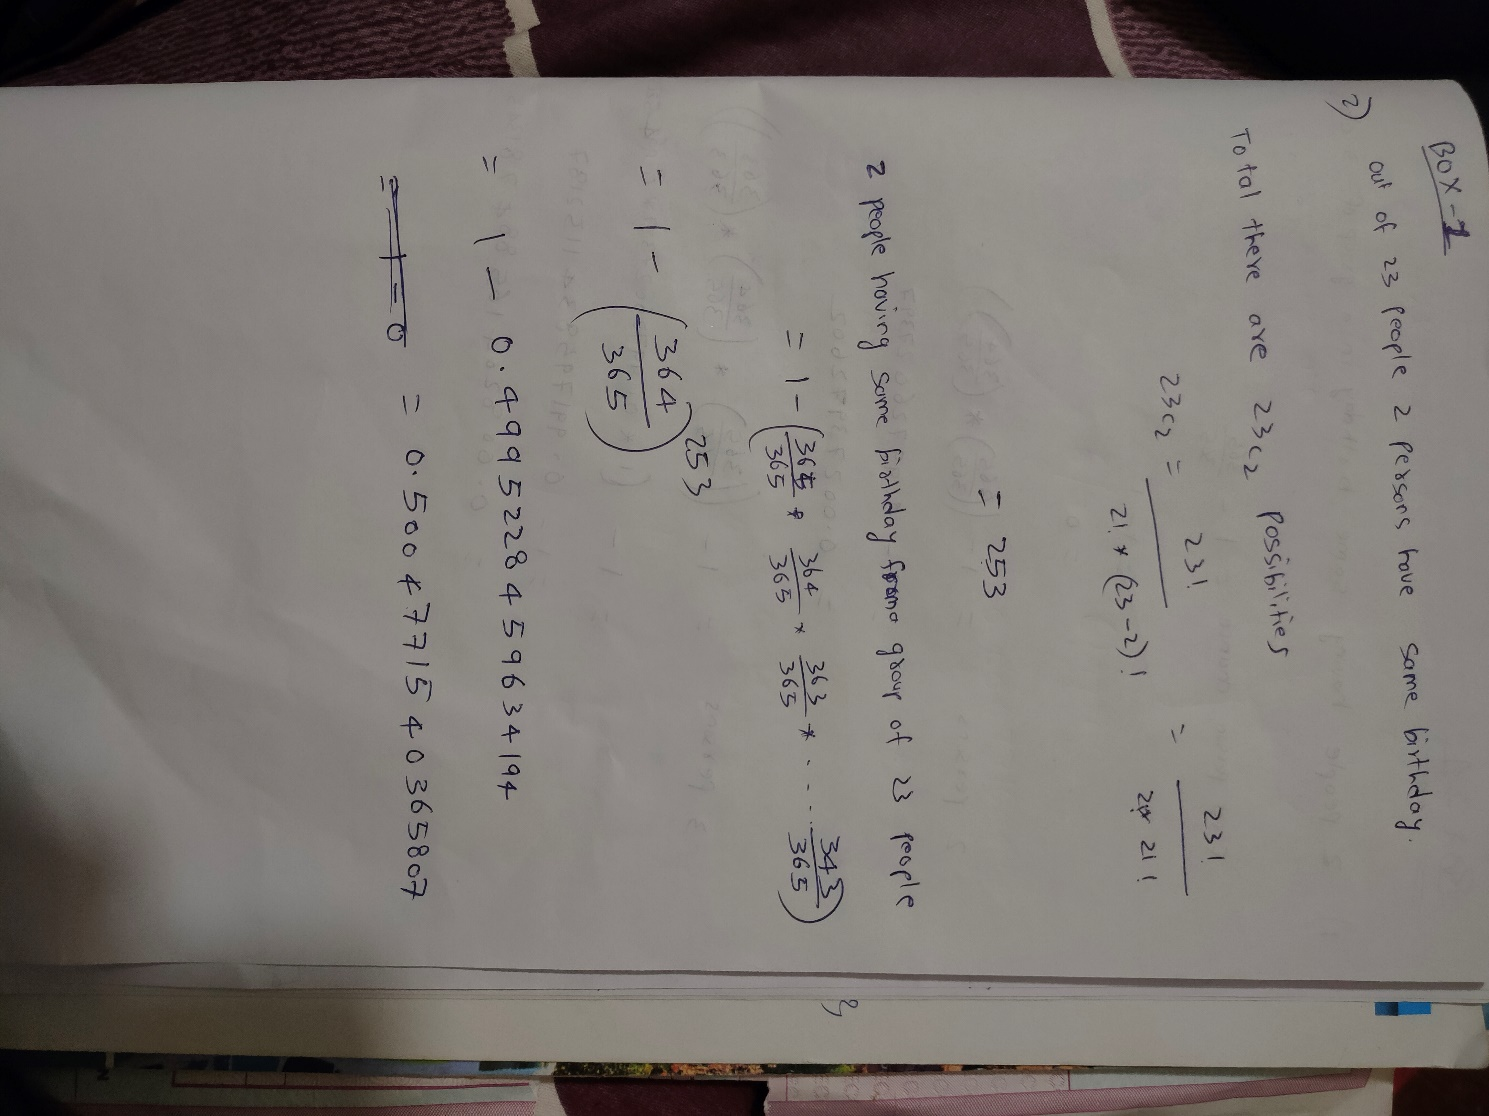 BOX-1
2) out of 23 people 2 persons have same birthday.
Total there are 23c₂ possibilities
23c₂ = 23! / 2! * (23-2)! = 23! / 2* 21!
= 253
2 people having same birthday from group of 23 people
= 1 - (365/365 * 364/365 * 363/365 * .... 343/365)
= 1 - (364/365)^253
= 1 - 0.4995228459634194
= 0.5004771540365807